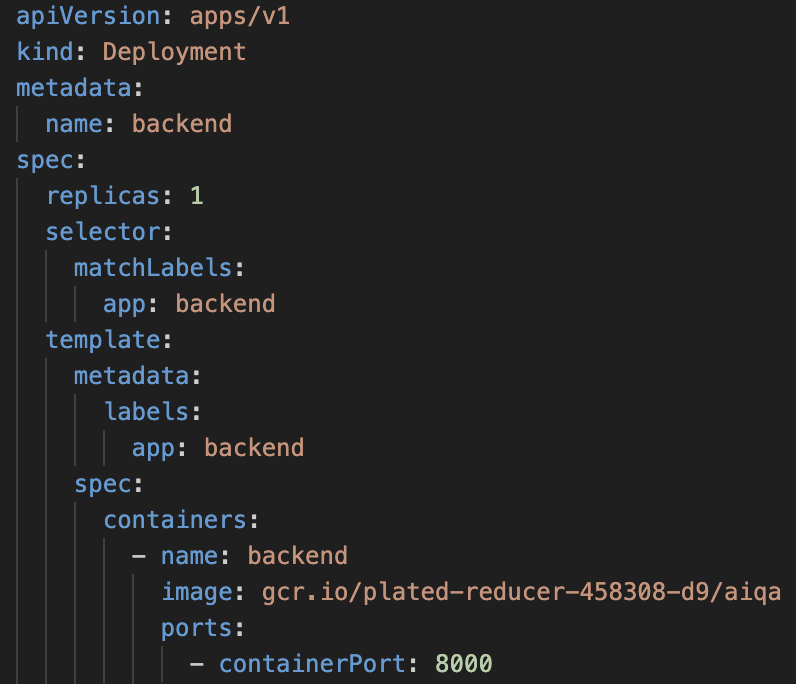 apiVersion: apps/v1
kind: Deployment
metadata:
  name: backend
spec:
  replicas: 1
  selector:
    matchLabels:
      app: backend
  template:
    metadata:
      labels:
        app: backend
    spec:
      containers:
        - name: backend
          image: gcr.io/plated-reducer-458308-d9/aiqa
          ports:
            - containerPort: 8000